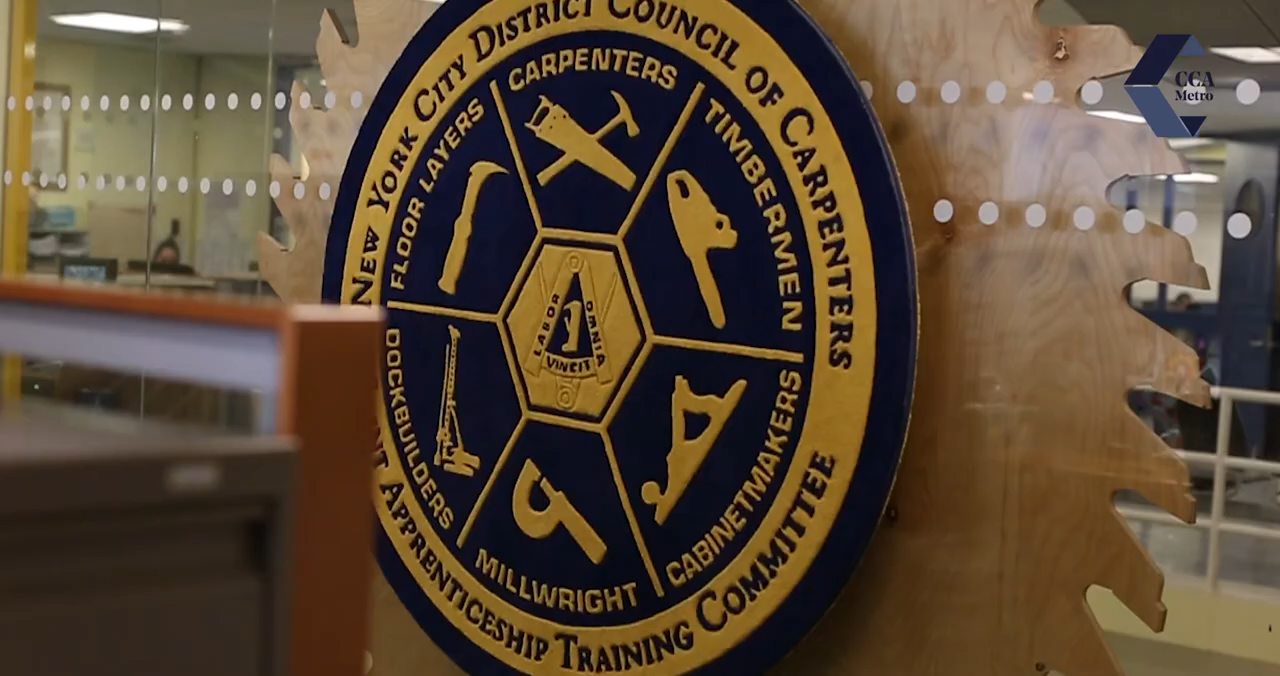 NEW YORK CITY DISTRICT COUNCIL OF CARPENTERS
APPRENTICESHIP TRAINING COMMITTEE
CARPENTERS
TIMBERMEN
CABINETMAKERS
MILLWRIGHT
DOCKBUILDERS
FLOOR LAYERS
LABOR
OMNIA
VINCIT
CCA
Metro